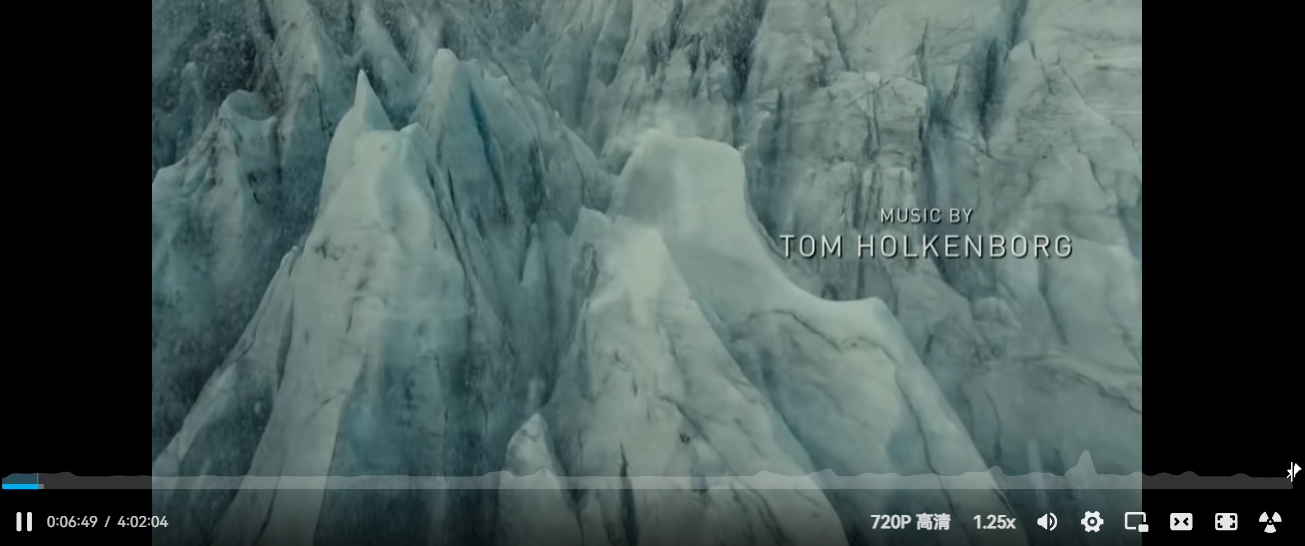 MUSIC BY
TOM HOLKENBORG
0:06:49 / 4:02:04
720P 高清
1.25x